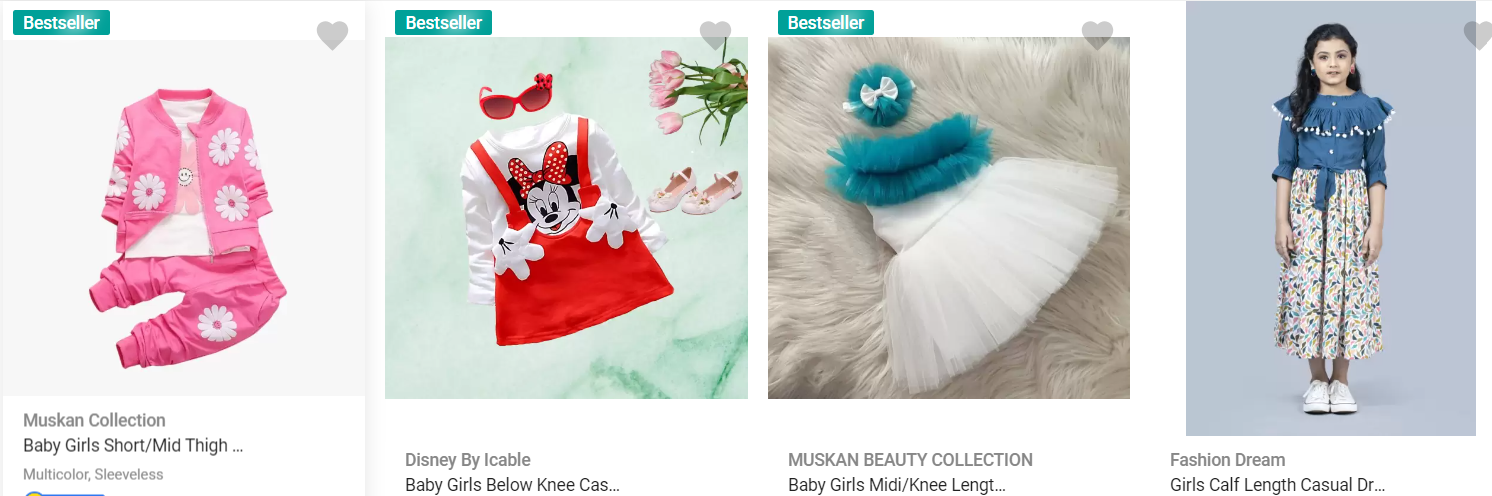 Bestseller
Bestseller
Bestseller
Muskan Collection
Baby Girls Short/Mid Thigh ...
Multicolor, Sleeveless
Disney By Icable
Baby Girls Below Knee Cas...
MUSKAN BEAUTY COLLECTION
Baby Girls Midi/Knee Lengt...
Fashion Dream
Girls Calf Length Casual Dr...